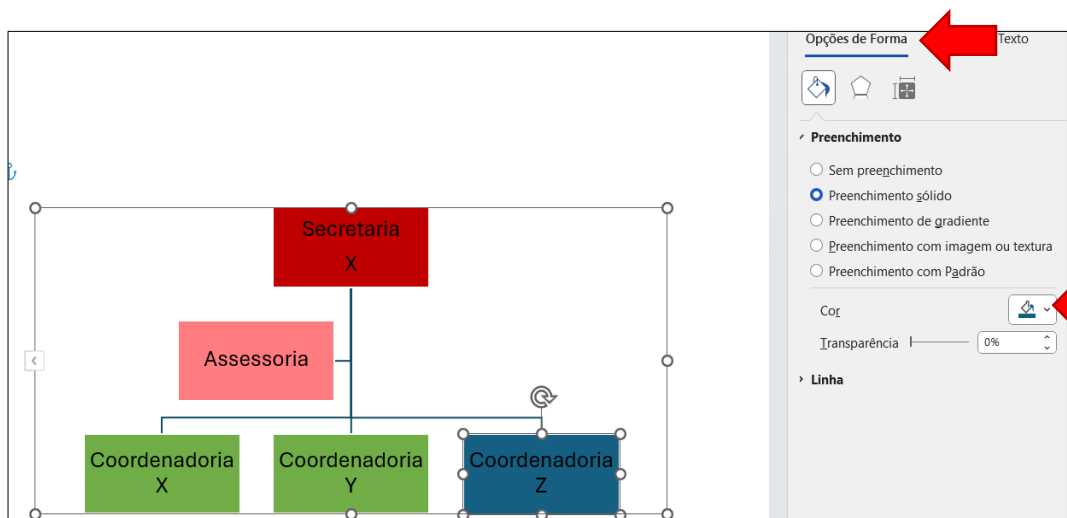 Opções de Forma
Texto
Preenchimento
Sem preenchimento
Preenchimento sólido
Preenchimento de gradiente
Preenchimento com imagem ou textura
Preenchimento com Padrão
Cor
Transparência 0%
Linha
Secretaria
X
Assessoria
Coordenadoria
X
Coordenadoria
Y
Coordenadoria
Z